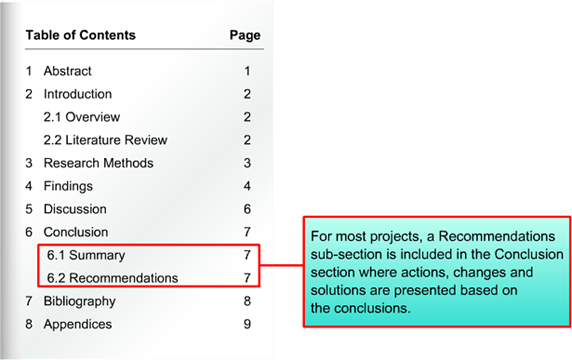 Table of Contents Page
1 Abstract 1
2 Introduction 2
2.1 Overview 2
2.2 Literature Review 2
3 Research Methods 3
4 Findings 4
5 Discussion 6
6 Conclusion 7
6.1 Summary 7
6.2 Recommendations 7
7 Bibliography 8
8 Appendices 9
For most projects, a Recommendations
sub-section is included in the Conclusion
section where actions, changes and
solutions are presented based on
the conclusions.